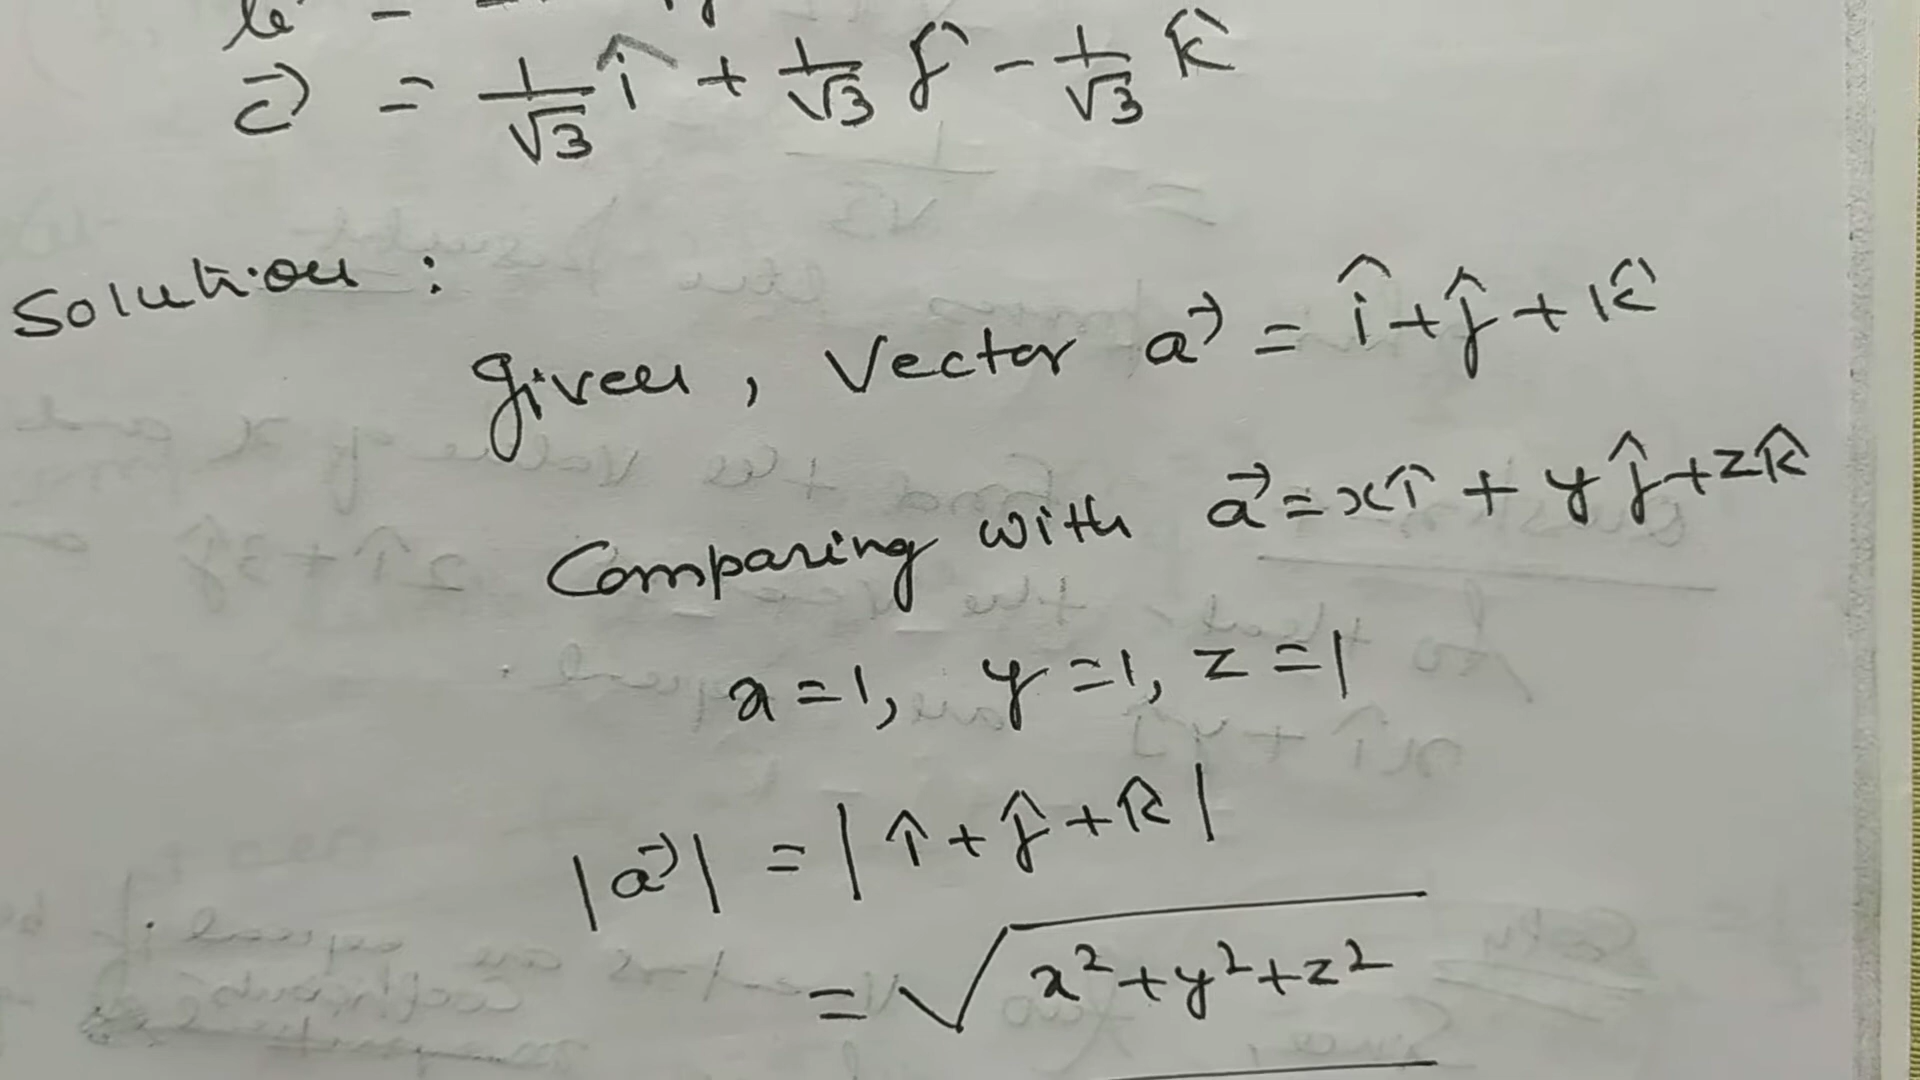 c⃗ = 1/√3 î + 1/√3 ĵ - 1/√3 k̂
Solution :
Given, Vector a⃗ = î + ĵ + k̂
Comparing with a⃗ = xî + yĵ + zk̂
x = 1, y = 1, z = 1
|a⃗| = |î + ĵ + k̂|
= √(x² + y² + z²)